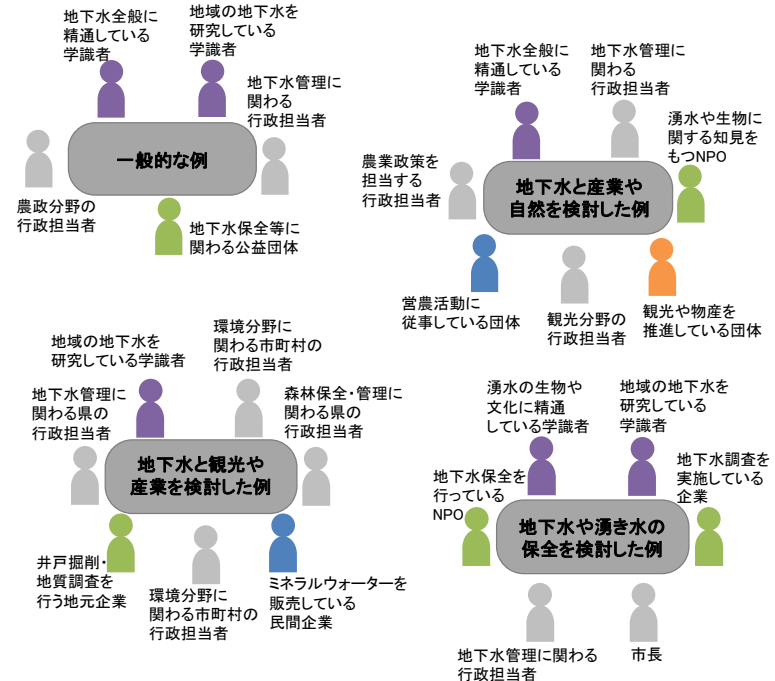 地下水全般に
精通している
学識者
地域の地下水を
研究している
学識者
地下水管理に
関わる
行政担当者
一般的な例
農政分野の
行政担当者
地下水保全等に
関わる公益団体
地下水全般に
精通している
学識者
地下水管理に
関わる
行政担当者
湧水や生物に
関する知見を
もつNPO
農業政策を
担当する
行政担当者
地下水と産業や
自然を検討した例
営農活動に
従事している団体
観光分野の
行政担当者
観光や物産を
推進している団体
地域の地下水を
研究している学識者
環境分野に
関わる市町村の
行政担当者
地下水管理に
関わる県の
行政担当者
森林保全・管理に
関わる県の
行政担当者
地下水と観光や
産業を検討した例
井戸掘削・
地質調査を
行う地元企業
環境分野に
関わる市町村の
行政担当者
ミネラルウォーターを
販売している
民間企業
湧水の生物や
文化に精通
している学識者
地域の地下水を
研究している
学識者
地下水保全を
行っている
NPO
地下水調査を
実施している
企業
地下水や湧き水の
保全を検討した例
地下水管理に関わる
行政担当者
市長